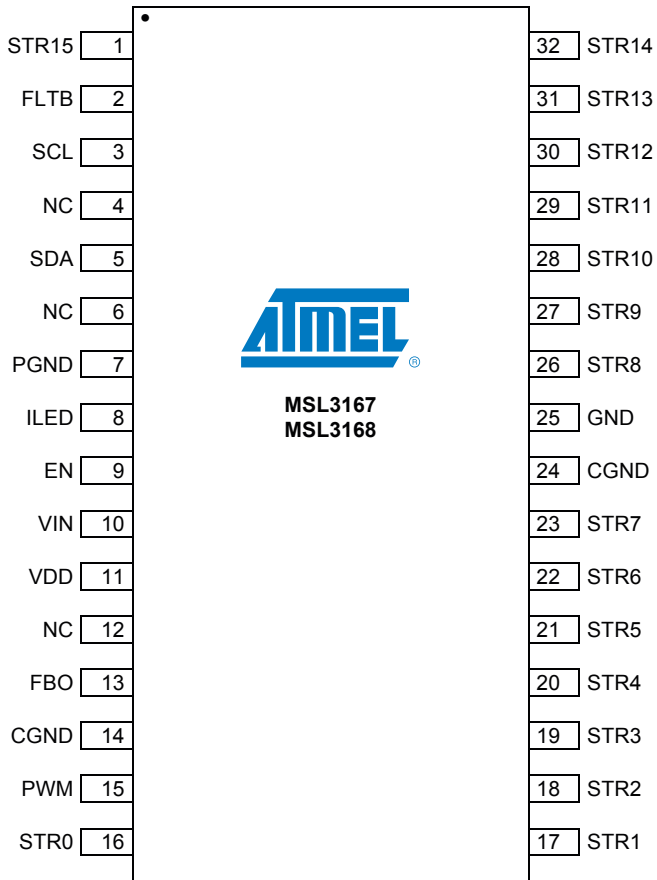 STR15 1 32 STR14
FLTB 2 31 STR13
SCL 3 30 STR12
NC 4 29 STR11
SDA 5 28 STR10
NC 6 27 STR9
ATMEL
®
PGND 7 26 STR8
MSL3167
ILED 8 25 GND
MSL3168
EN 9 24 CGND
VIN 10 23 STR7
VDD 11 22 STR6
NC 12 21 STR5
FBO 13 20 STR4
CGND 14 19 STR3
PWM 15 18 STR2
STR0 16 17 STR1